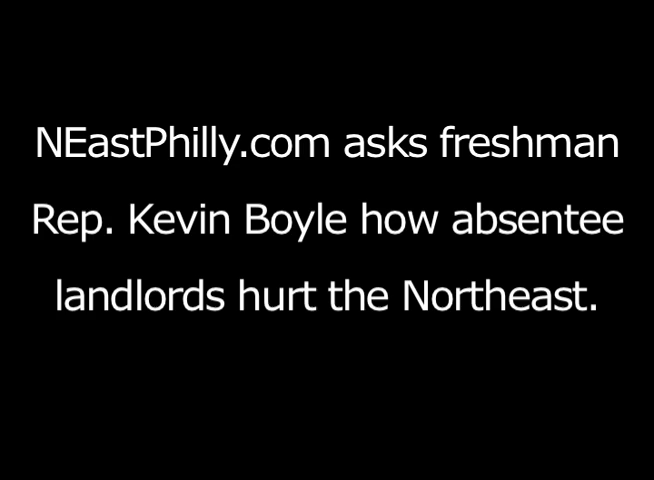 NEastPhilly.com asks freshman
Rep. Kevin Boyle how absentee
landlords hurt the Northeast.